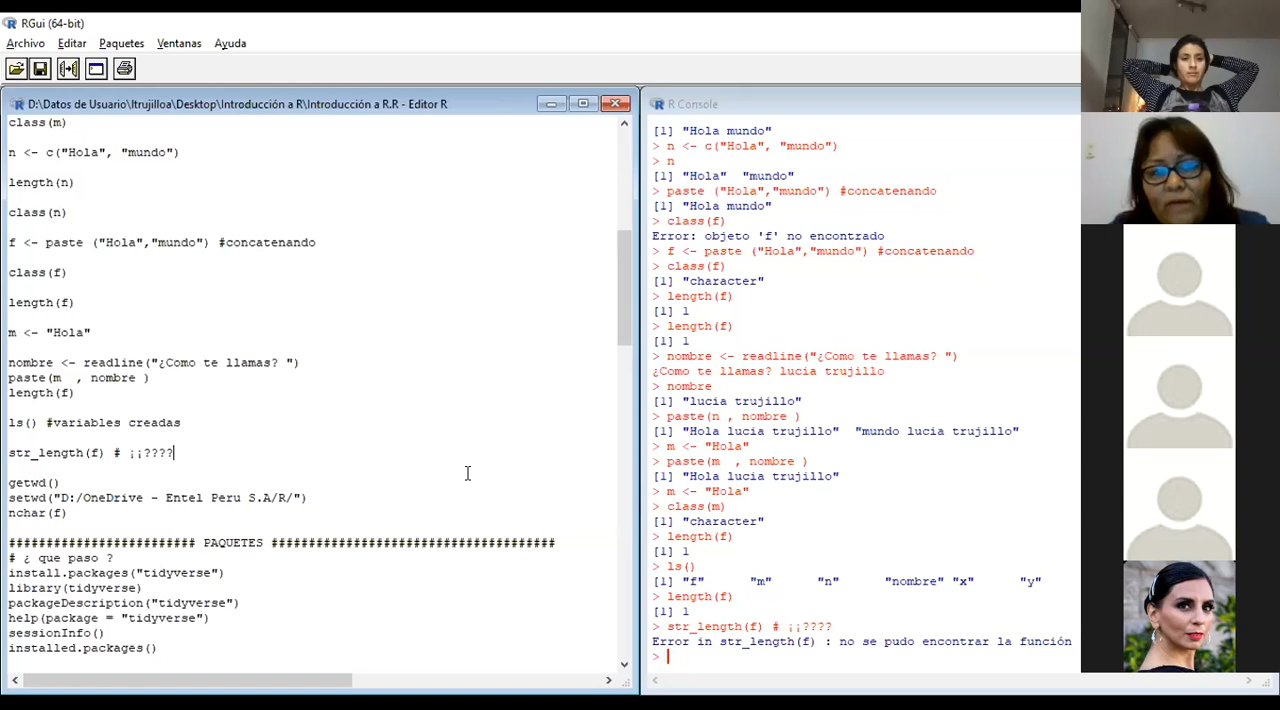 RGui (64-bit)
Archivo Editar Paquetes Ventanas Ayuda
D:\Datos de Usuario\ltrujilloa\Desktop\Introducción a R\Introducción a R.R - Editor R
class(m)
n <- c("Hola", "mundo")
length(n)
class(n)
f <- paste ("Hola","mundo") #concatenando
class(f)
length(f)
m <- "Hola"
nombre <- readline("¿Como te llamas? ")
paste(m  , nombre )
length(f)
ls() #variables creadas
str_length(f) # ¡¡????
getwd()
setwd("D:/OneDrive - Entel Peru S.A/R/")
nchar(f)
######################### PAQUETES ######################################
# ¿ que paso ?
install.packages("tidyverse")
library(tidyverse)
packageDescription("tidyverse")
help(package = "tidyverse")
sessionInfo()
installed.packages()
R Console
[1] "Hola mundo"
> n <- c("Hola", "mundo")
> n
[1] "Hola"  "mundo"
> paste ("Hola","mundo") #concatenando
[1] "Hola mundo"
> class(f)
Error: objeto 'f' no encontrado
> f <- paste ("Hola","mundo") #concatenando
> class(f)
[1] "character"
> length(f)
[1] 1
> length(f)
[1] 1
> nombre <- readline("¿Como te llamas? ")
¿Como te llamas? lucia trujillo
> nombre
[1] "lucia trujillo"
> paste(n , nombre )
[1] "Hola lucia trujillo"  "mundo lucia trujillo"
> m <- "Hola"
> paste(m  , nombre )
[1] "Hola lucia trujillo"
> m <- "Hola"
> class(m)
[1] "character"
> length(f)
[1] 1
> ls()
[1] "f"      "m"      "n"      "nombre" "x"      "y"
> length(f)
[1] 1
> str_length(f) # ¡¡????
Error in str_length(f) : no se pudo encontrar la función
>